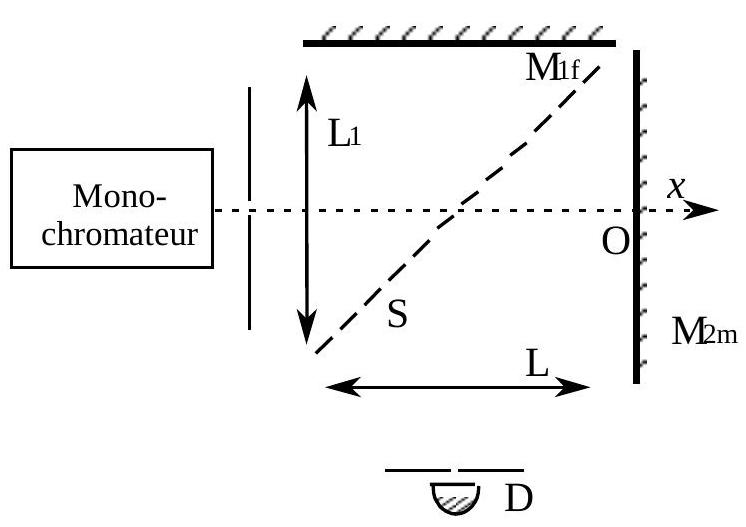 M1f
L1
Mono-
chromateur
x
O
S
M2m
L
D